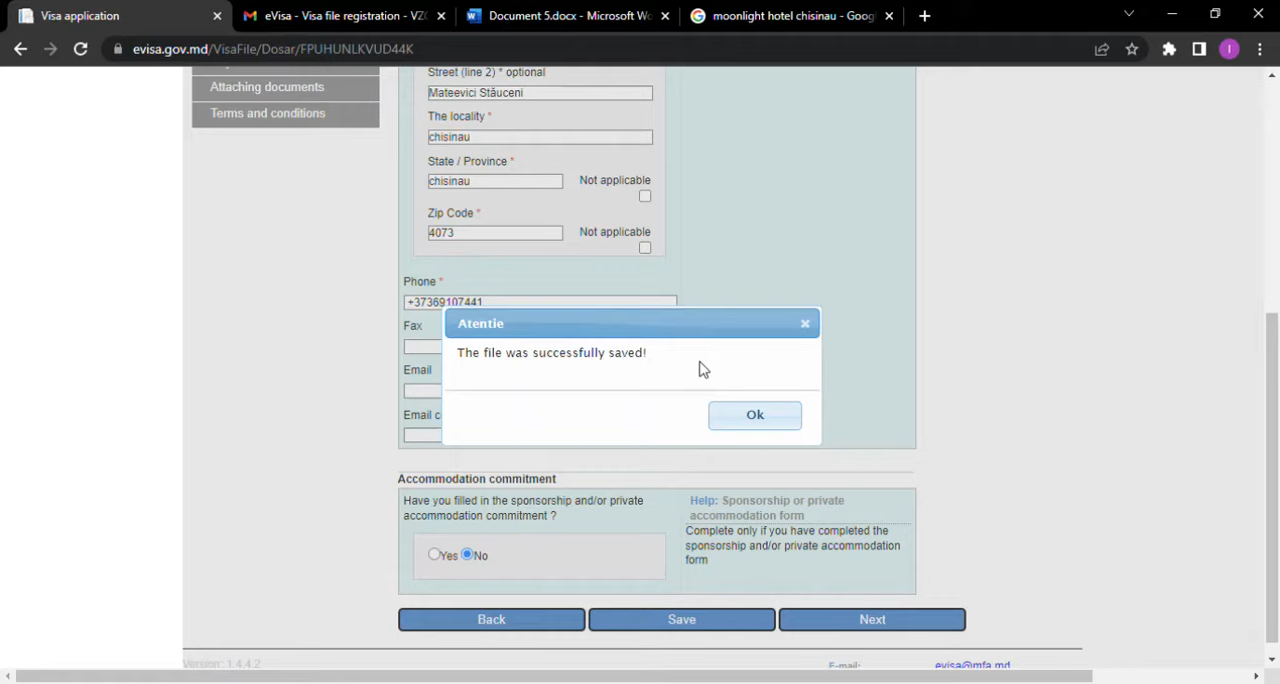 Visa application
eVisa - Visa file registration - VZC
Document 5.docx - Microsoft Wo
moonlight hotel chisinau - Goog
evisa.gov.md/VisaFile/Dosar/FPUHUNLKVUD44K
I
Attaching documents
Terms and conditions
Street (line 2) * optional
Mateevici Stăuceni
The locality *
chisinau
State / Province *
chisinau
Not applicable
Zip Code *
4073
Not applicable
Phone *
+37369107441
Fax
Email
Email c
Atentie
The file was successfully saved!
Ok
Accommodation commitment
Have you filled in the sponsorship and/or private
accommodation commitment ?
Yes No
Help: Sponsorship or private
accommodation form
Complete only if you have completed the
sponsorship and/or private accommodation
form
Back
Save
Next
Version: 1.4.4.2
E-mail:
evisa@mfa.md